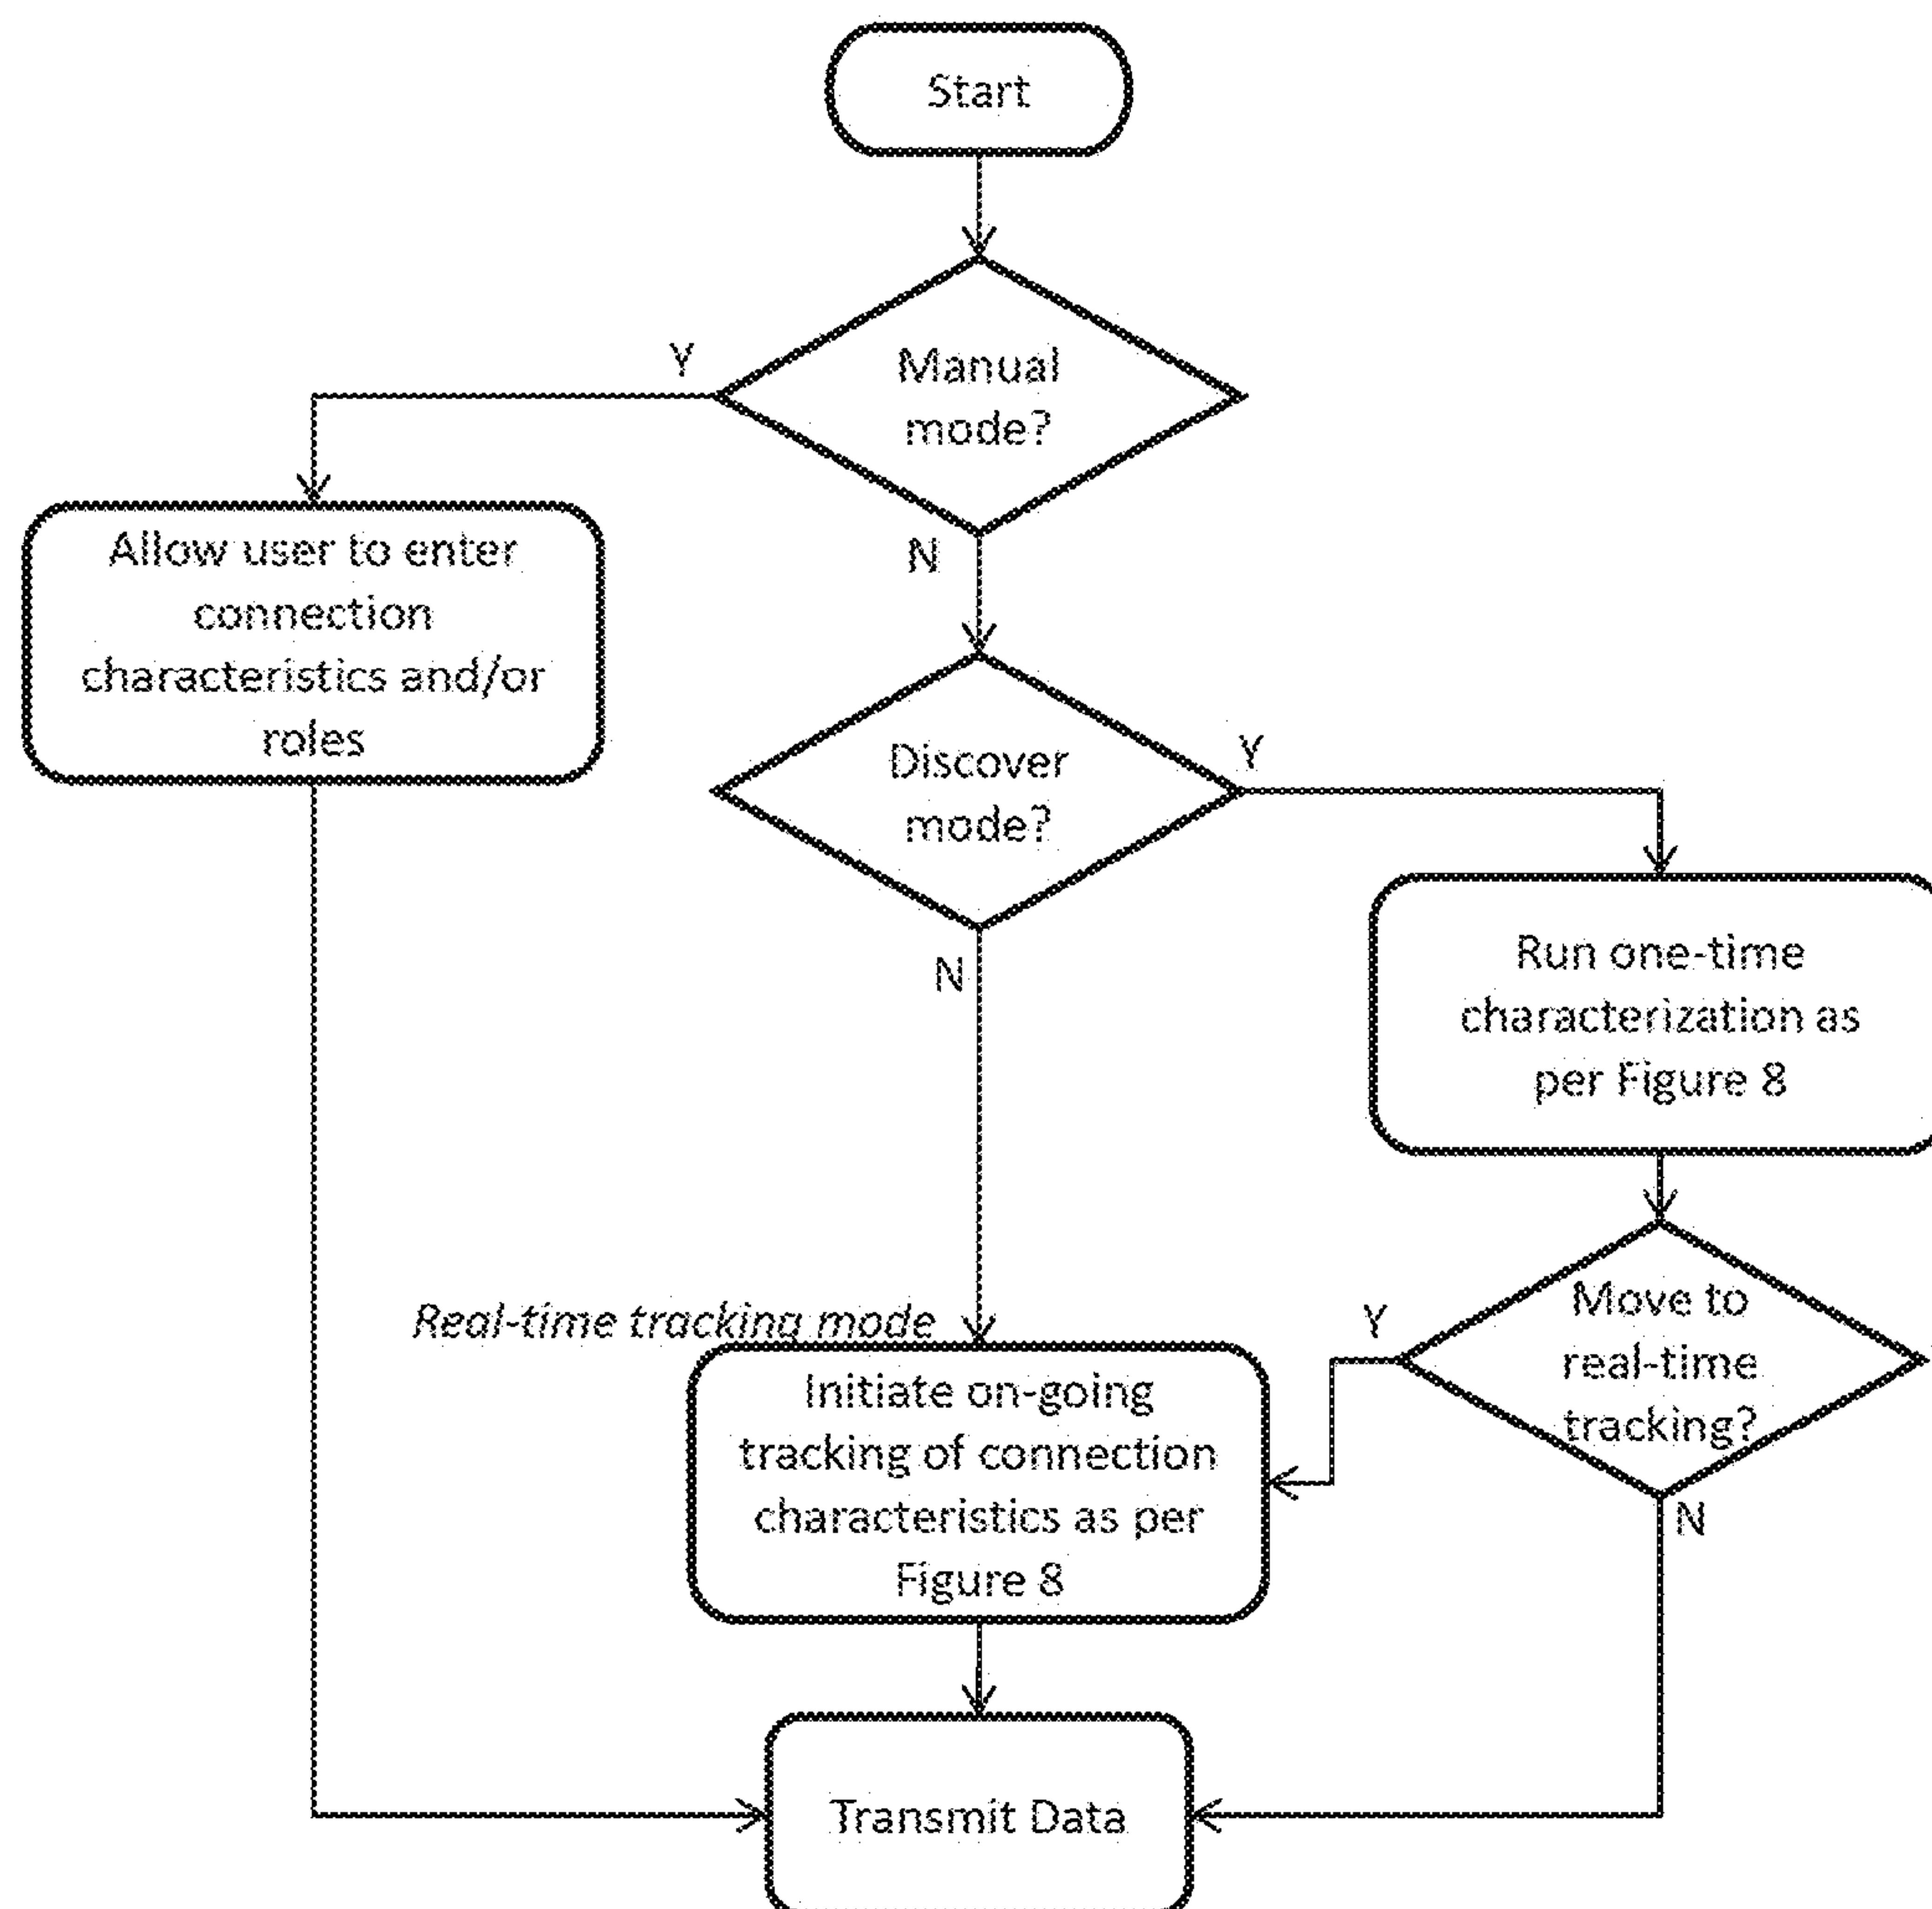 Start
Y
Manual
mode?
N
Allow user to enter
connection
characteristics and/or
roles
Discover
mode?
Y
N
Run one-time
characterization as
per Figure 8
Real-time tracking mode
Y
Move to
real-time
tracking?
N
Initiate on-going
tracking of connection
characteristics as per
Figure 8
Transmit Data